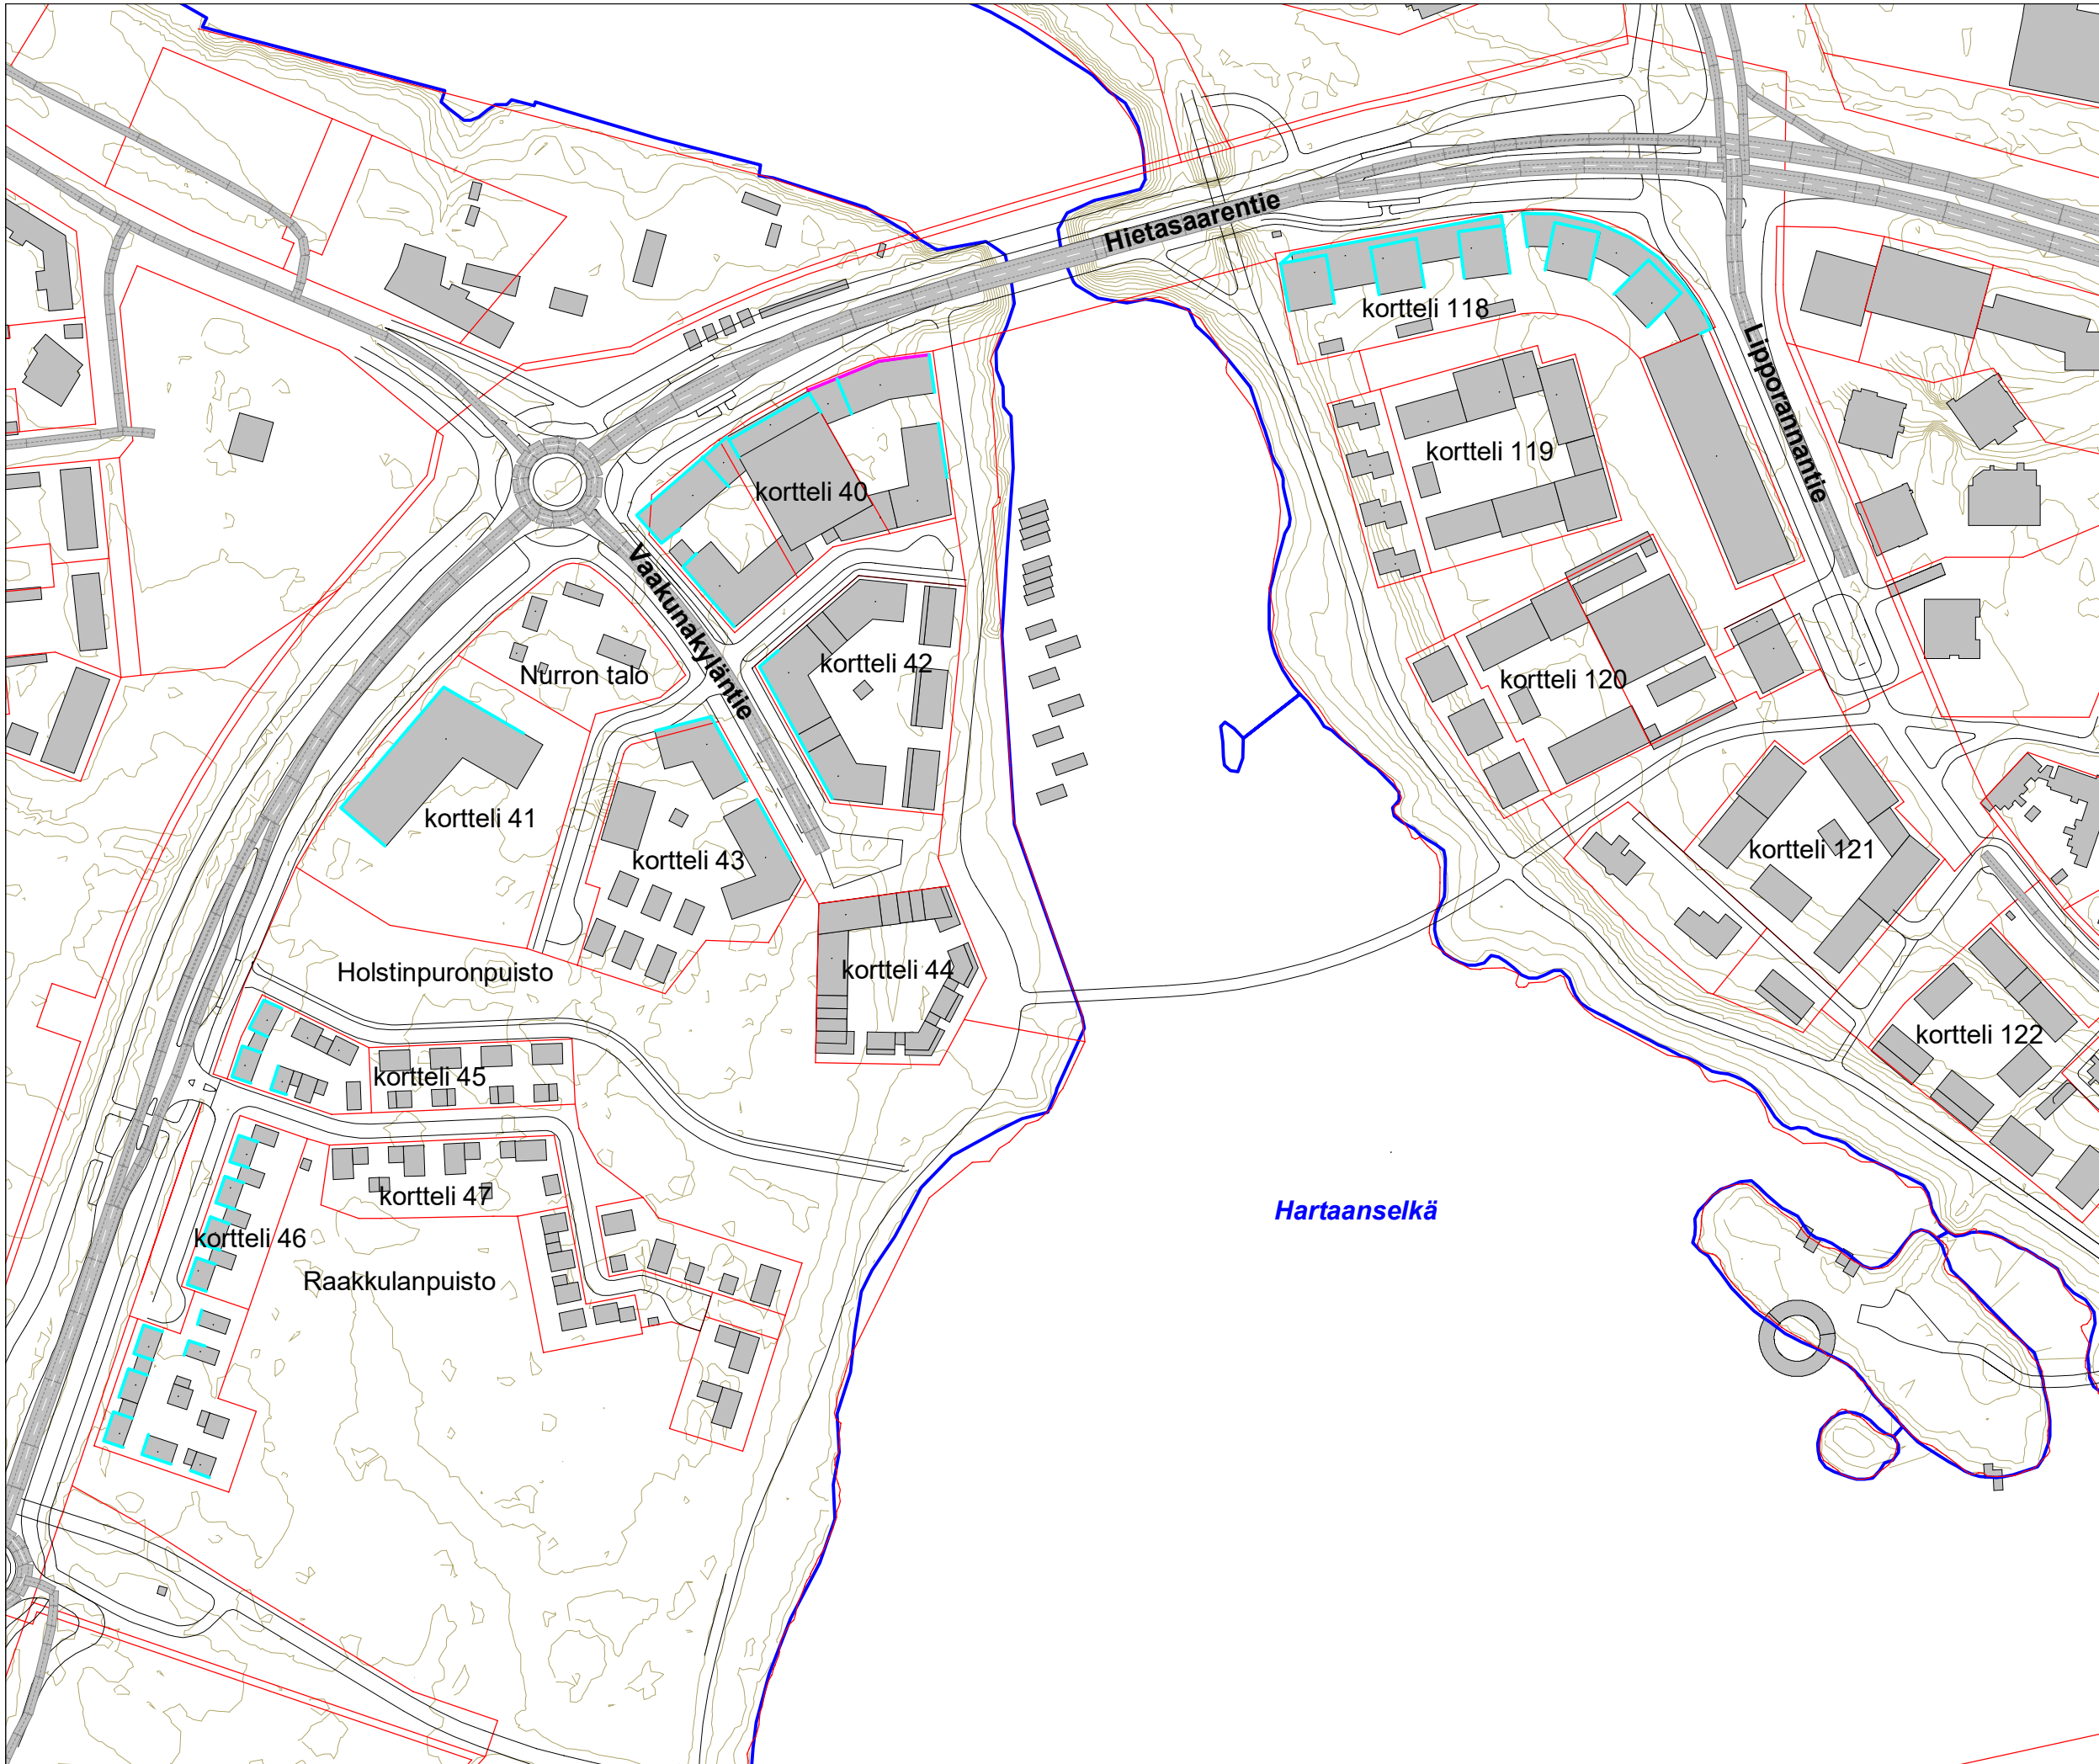 Hietasaarentie
kortteli 118
Lipporannantie
kortteli 119
kortteli 40
Vaakunakyläntie
kortteli 42
Nurron talo
kortteli 120
kortteli 41
kortteli 43
kortteli 121
Holstinpuronpuisto
kortteli 44
kortteli 122
kortteli 45
kortteli 47
Hartaanselkä
kortteli 46
Raakkulanpuisto